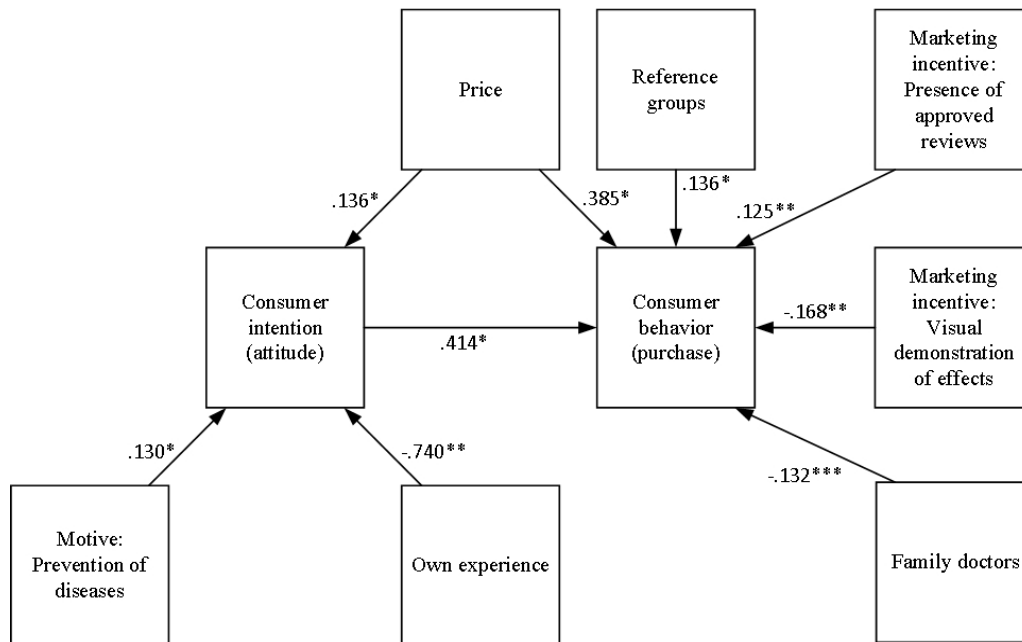 Price
Reference
groups
Marketing
incentive:
Presence of
approved
reviews
.136*
.385*
.136*
.125**
Consumer
intention
(attitude)
.414*
Consumer
behavior
(purchase)
-.168**
Marketing
incentive:
Visual
demonstration
of effects
.130*
-.740**
-.132***
Motive:
Prevention of
diseases
Own experience
Family doctors